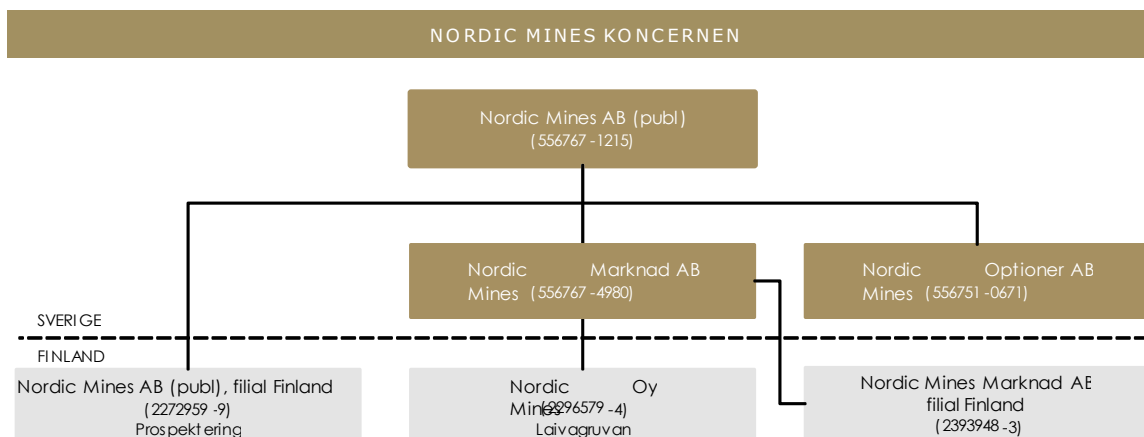 NORDIC MINES KONCERNEN
Nordic Mines AB (publ)
(556767-1215)
Nordic Marknad AB
Mines (556767-4980)
Nordic Optioner AB
Mines (556751-0671)
SVERIGE
FINLAND
Nordic Mines AB (publ), filial Finland
(2272959-9)
Prospektering
Nordic Oy
Mines (2296579-4)
Laivagruvan
Nordic Mines Marknad AB
filial Finland
(2393948-3)